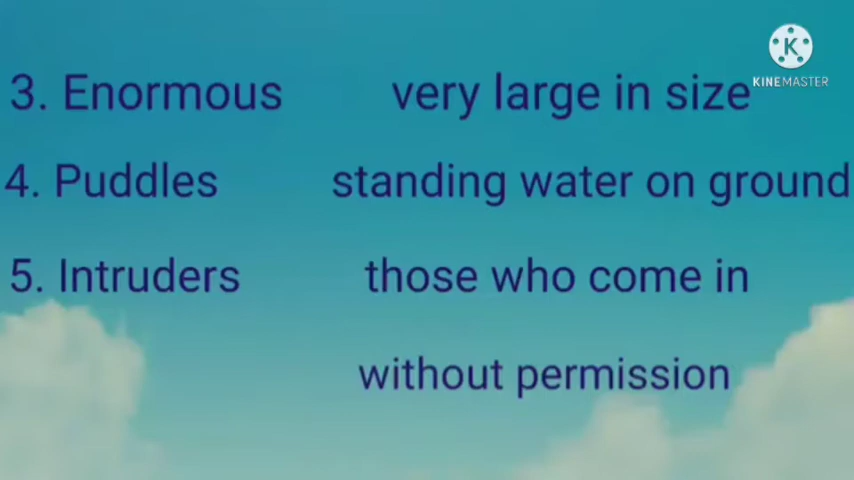 K
KINEMASTER
3. Enormous very large in size
4. Puddles standing water on ground
5. Intruders those who come in
without permission